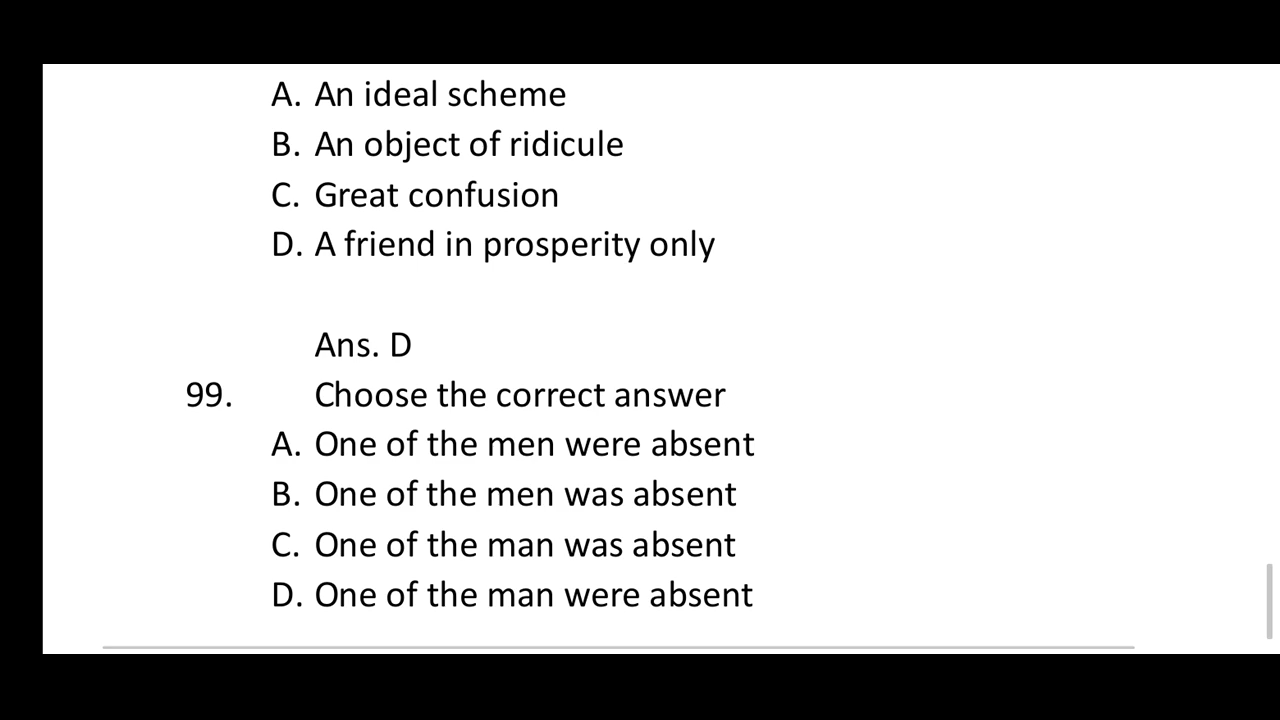 A. An ideal scheme
B. An object of ridicule
C. Great confusion
D. A friend in prosperity only
Ans. D
99. Choose the correct answer
A. One of the men were absent
B. One of the men was absent
C. One of the man was absent
D. One of the man were absent